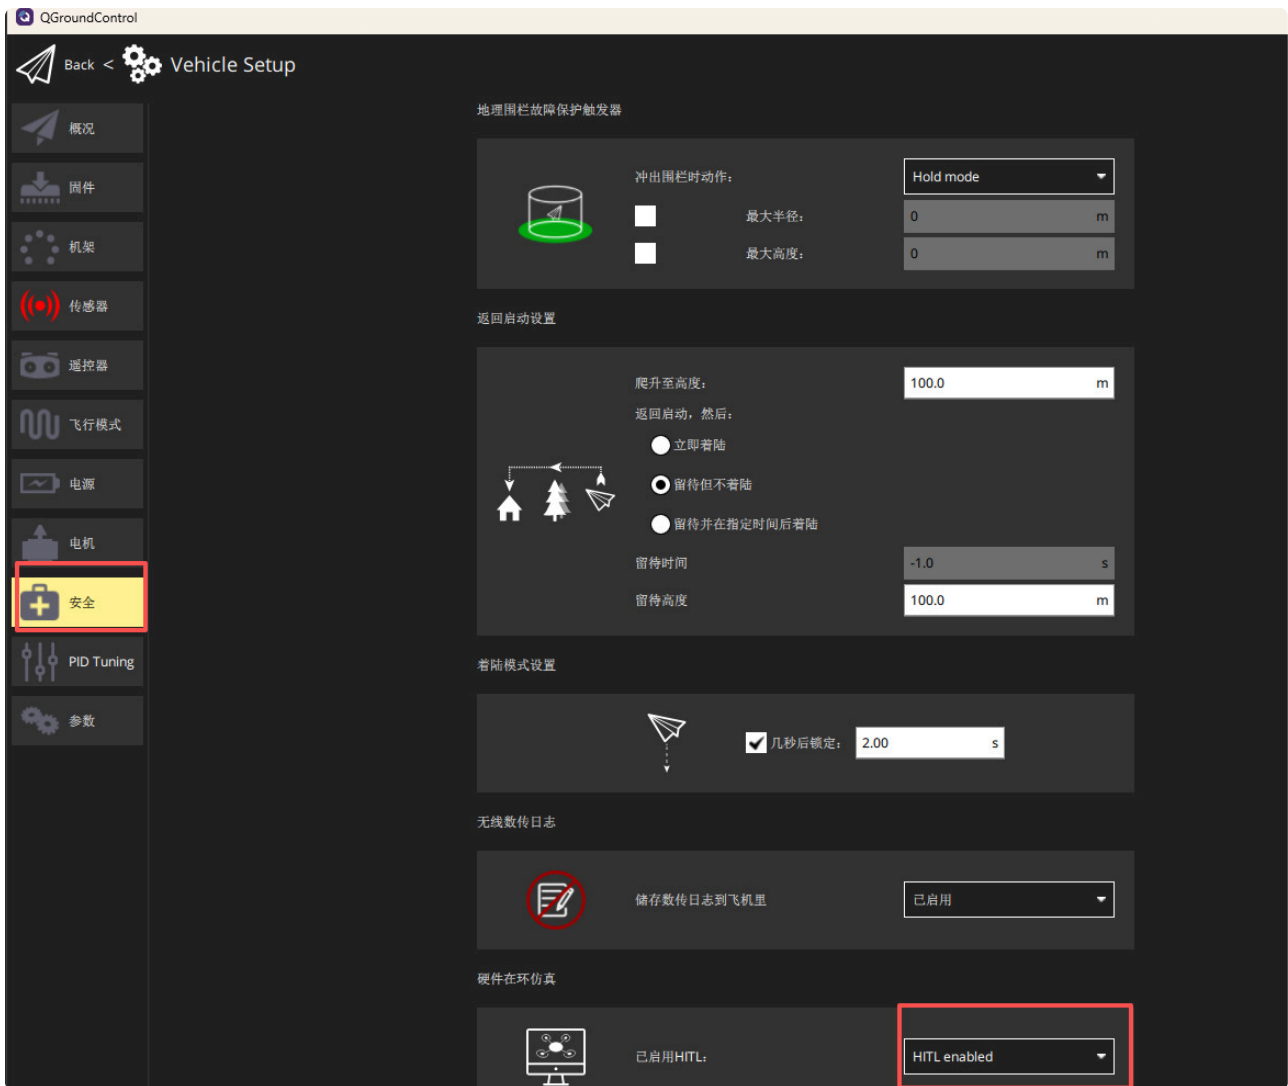 QGroundControl
Back < Vehicle Setup
概况
固件
机架
传感器
遥控器
飞行模式
电源
电机
安全
PID Tuning
参数
地理围栏故障保护触发器
冲出围栏时动作： Hold mode
最大半径： 0 m
最大高度： 0 m
返回启动设置
爬升至高度： 100.0 m
返回启动，然后：
立即着陆
留待但不着陆
留待并在指定时间后着陆
留待时间 -1.0 s
留待高度 100.0 m
着陆模式设置
几秒后锁定： 2.00 s
无线数传日志
储存数传日志到飞机里 已启用
硬件在环仿真
已启用HITL： HITL enabled